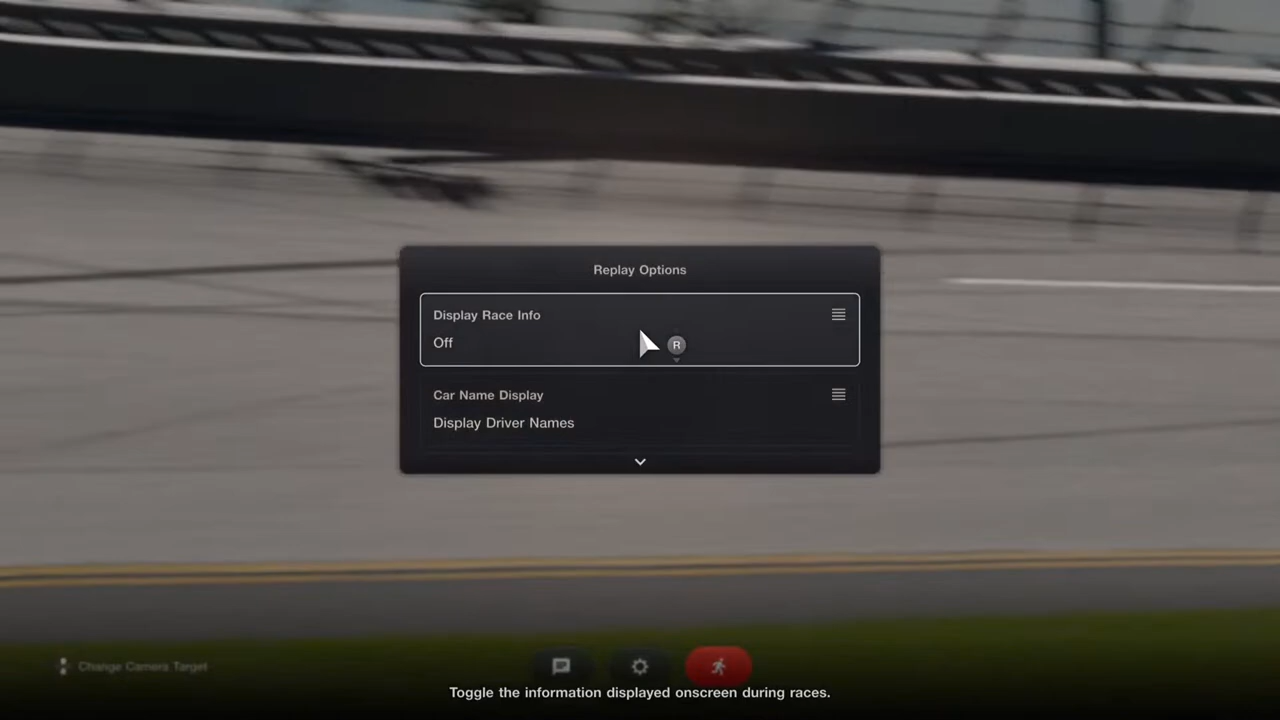 Replay Options
Display Race Info
Off
R
Car Name Display
Display Driver Names
Change Camera Target
Toggle the information displayed onscreen during races.